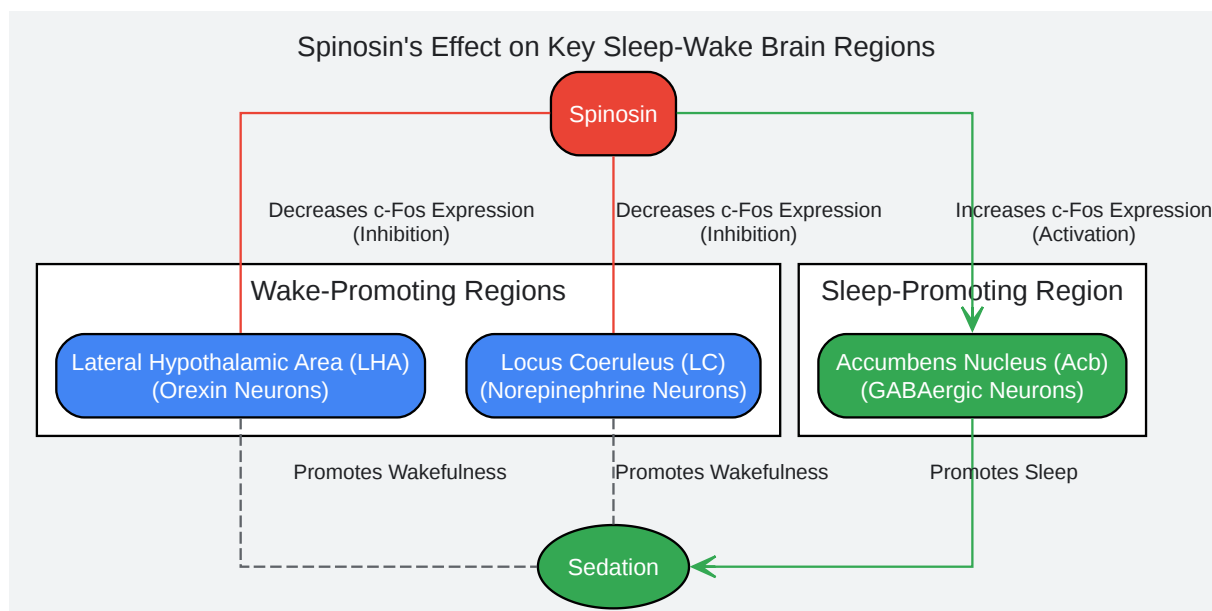 Spinosin's Effect on Key Sleep-Wake Brain Regions
Spinosin
Decreases c-Fos Expression
(Inhibition)
Decreases c-Fos Expression
(Inhibition)
Increases c-Fos Expression
(Activation)
Wake-Promoting Regions
Sleep-Promoting Region
Lateral Hypothalamic Area (LHA)
(Orexin Neurons)
Locus Coeruleus (LC)
(Norepinephrine Neurons)
Accumbens Nucleus (Acb)
(GABAergic Neurons)
Promotes Wakefulness
Promotes Wakefulness
Promotes Sleep
Sedation